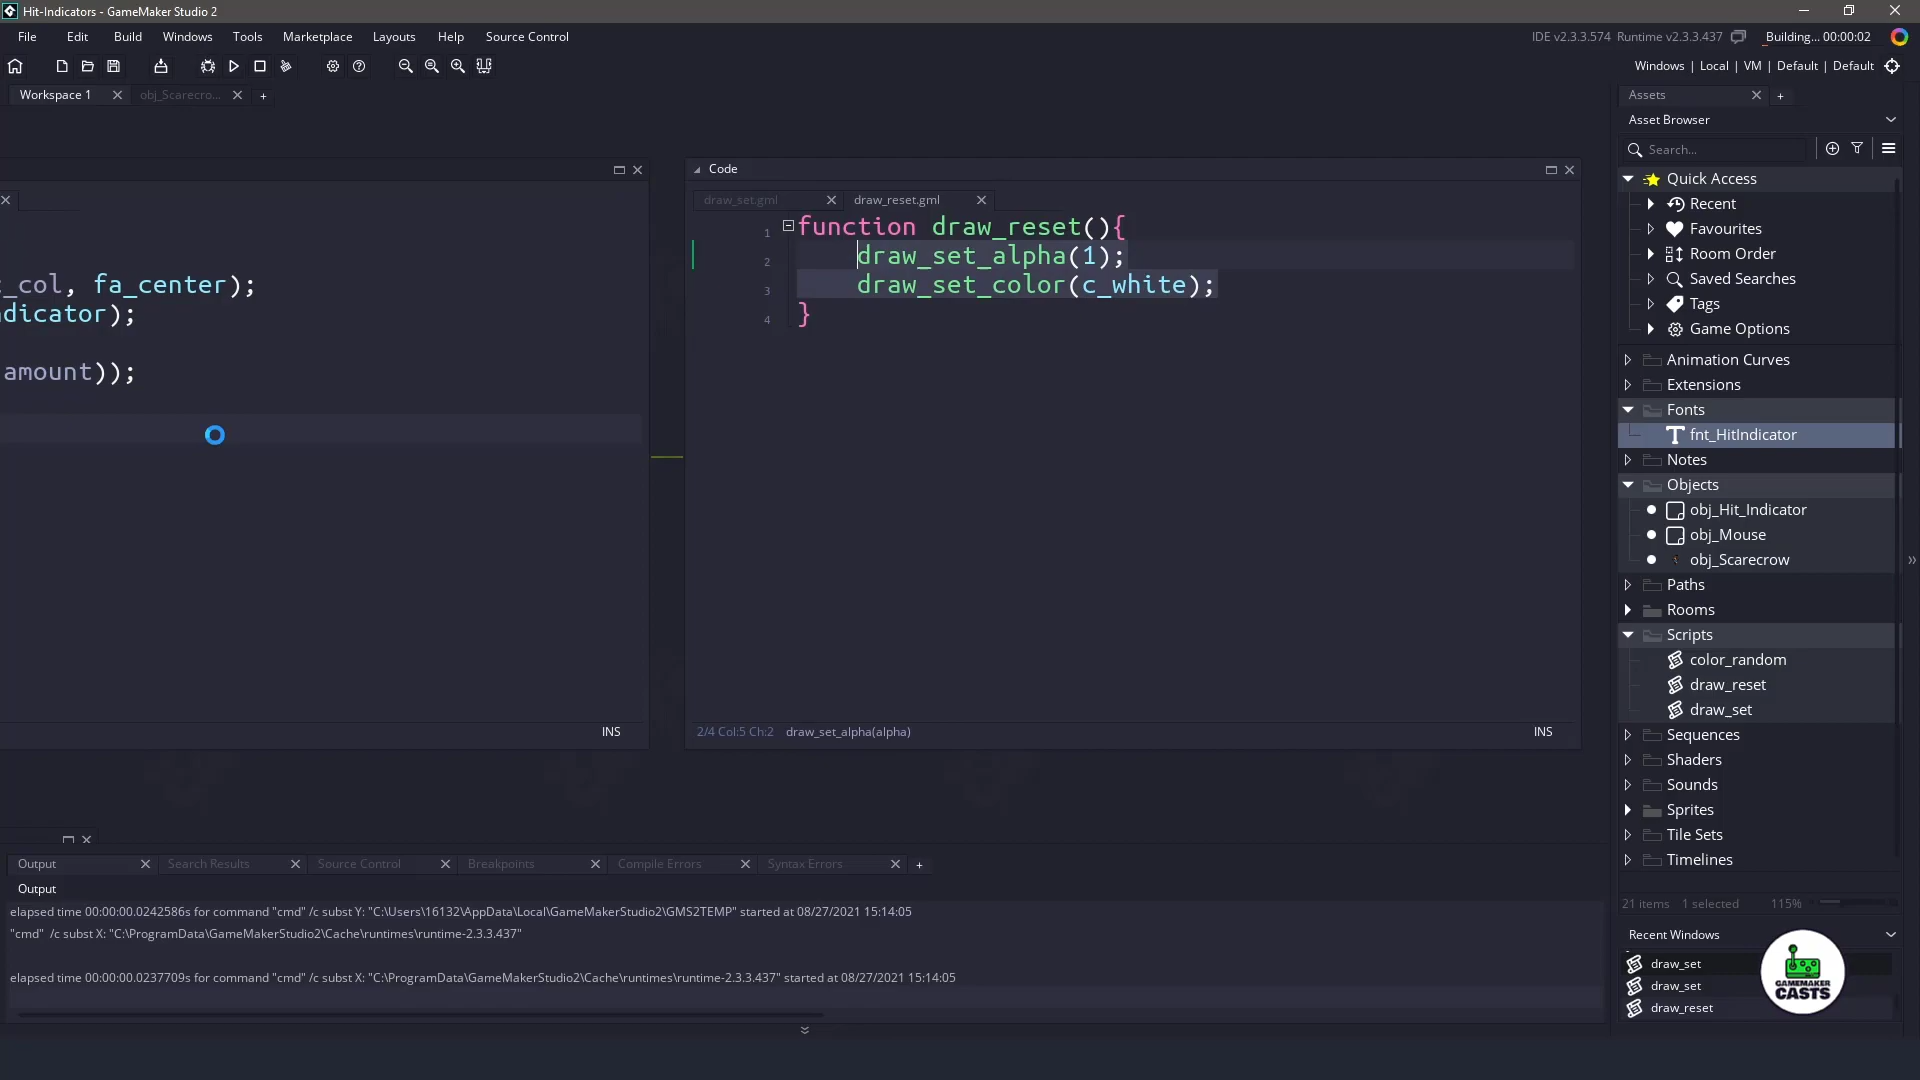 Hit-Indicators - GameMaker Studio 2
File Edit Build Windows Tools Marketplace Layouts Help Source Control
IDE v2.3.3.574 Runtime v2.3.3.437 Building... 00:00:02
Windows | Local | VM | Default | Default
Workspace 1
obj_Scarecro...
Assets
Asset Browser
Search...
Quick Access
Recent
Favourites
Room Order
Saved Searches
Tags
Game Options
Animation Curves
Extensions
Fonts
fnt_HitIndicator
Notes
Objects
obj_Hit_Indicator
obj_Mouse
obj_Scarecrow
Paths
Rooms
Scripts
color_random
draw_reset
draw_set
Sequences
Shaders
Sounds
Sprites
Tile Sets
Timelines
21 items 1 selected 115%
Recent Windows
draw_set
draw_set
draw_reset
GAMEMAKER
CASTS
_col, fa_center);
dicator);
amount));
INS
Code
draw_set.gml
draw_reset.gml
1 function draw_reset(){
2 draw_set_alpha(1);
3 draw_set_color(c_white);
4 }
2/4 Col:5 Ch:2 draw_set_alpha(alpha)
INS
Output Search Results Source Control Breakpoints Compile Errors Syntax Errors
Output
elapsed time 00:00:00.0242586s for command "cmd" /c subst Y: "C:\Users\16132\AppData\Local\GameMakerStudio2\GMS2TEMP" started at 08/27/2021 15:14:05
"cmd" /c subst X: "C:\ProgramData\GameMakerStudio2\Cache\runtimes\runtime-2.3.3.437"
elapsed time 00:00:00.0237709s for command "cmd" /c subst X: "C:\ProgramData\GameMakerStudio2\Cache\runtimes\runtime-2.3.3.437" started at 08/27/2021 15:14:05